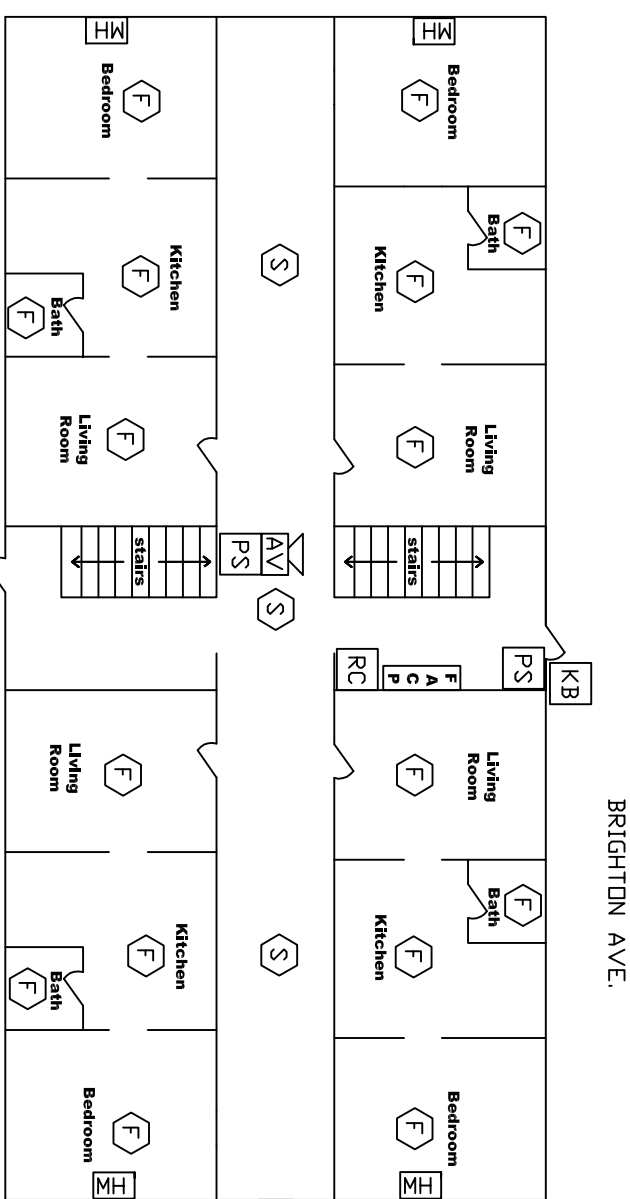 BRIGHTON AVE.
KB
F
PS
F
Bath
Bath
Living
Room
Living
Room
Bedroom
Bedroom
MH
F
A
C
P
MH
F
F
F
F
F
F
stairs
KItchen
Kitchen
RC
S
AV
S
S
PS
Kitchen
Kitchen
F
F
F
F
F
F
stairs
MH
MH
Bedroom
Bedroom
Living
Room
Living
Room
Bath
Bath
F
F